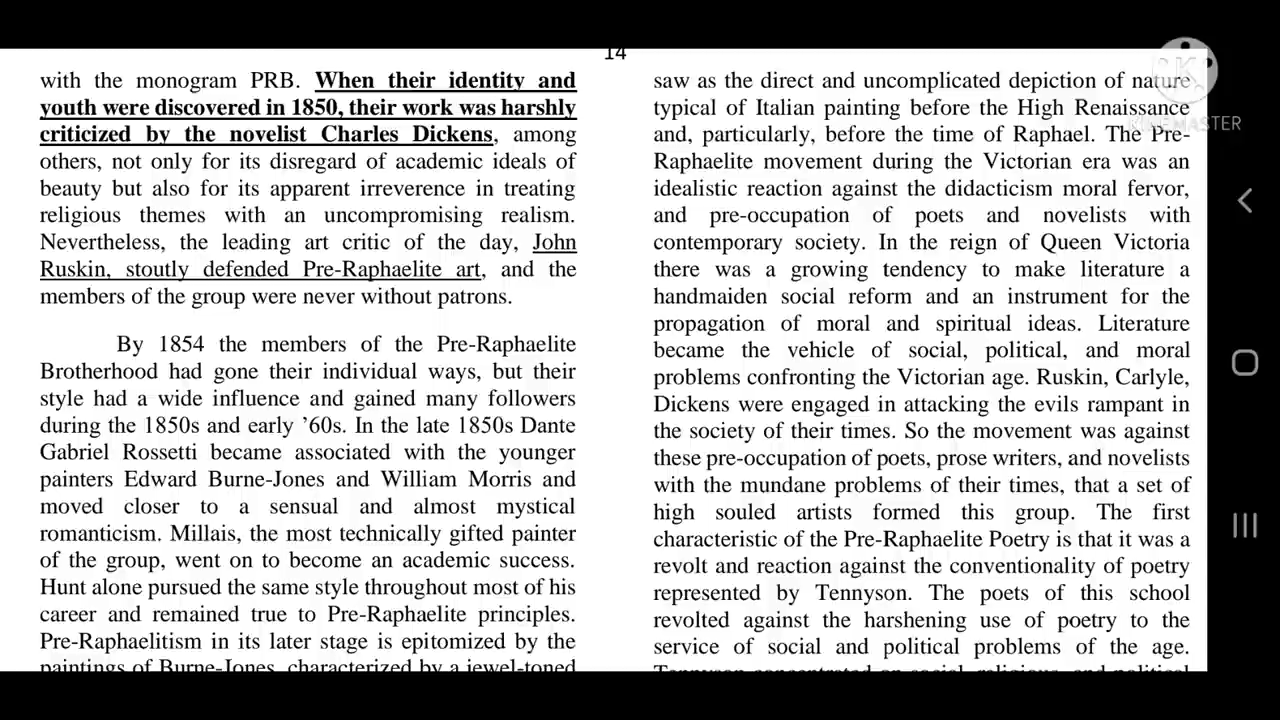 14
with the monogram PRB. When their identity and
youth were discovered in 1850, their work was harshly
criticized by the novelist Charles Dickens, among
others, not only for its disregard of academic ideals of
beauty but also for its apparent irreverence in treating
religious themes with an uncompromising realism.
Nevertheless, the leading art critic of the day, John
Ruskin, stoutly defended Pre-Raphaelite art, and the
members of the group were never without patrons.
By 1854 the members of the Pre-Raphaelite
Brotherhood had gone their individual ways, but their
style had a wide influence and gained many followers
during the 1850s and early ’60s. In the late 1850s Dante
Gabriel Rossetti became associated with the younger
painters Edward Burne-Jones and William Morris and
moved closer to a sensual and almost mystical
romanticism. Millais, the most technically gifted painter
of the group, went on to become an academic success.
Hunt alone pursued the same style throughout most of his
career and remained true to Pre-Raphaelite principles.
Pre-Raphaelitism in its later stage is epitomized by the
paintings of Burne-Jones, characterized by a jewel-toned
saw as the direct and uncomplicated depiction of nature
typical of Italian painting before the High Renaissance
and, particularly, before the time of Raphael. The Pre-
Raphaelite movement during the Victorian era was an
idealistic reaction against the didacticism moral fervor,
and pre-occupation of poets and novelists with
contemporary society. In the reign of Queen Victoria
there was a growing tendency to make literature a
handmaiden social reform and an instrument for the
propagation of moral and spiritual ideas. Literature
became the vehicle of social, political, and moral
problems confronting the Victorian age. Ruskin, Carlyle,
Dickens were engaged in attacking the evils rampant in
the society of their times. So the movement was against
these pre-occupation of poets, prose writers, and novelists
with the mundane problems of their times, that a set of
high souled artists formed this group. The first
characteristic of the Pre-Raphaelite Poetry is that it was a
revolt and reaction against the conventionality of poetry
represented by Tennyson. The poets of this school
revolted against the harshening use of poetry to the
service of social and political problems of the age.
Tennyson concentrated on social, religious, and political
K
KINEMASTER